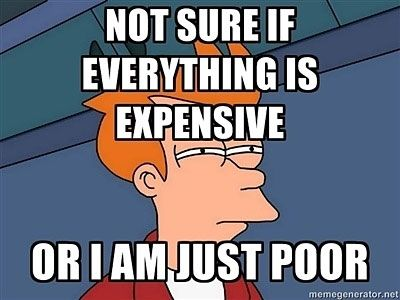 NOT SURE IF
EVERYTHING IS
EXPENSIVE
OR I AM JUST POOR
memegenerator.net